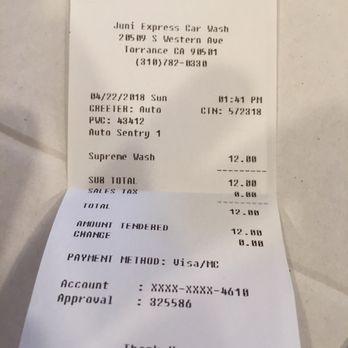 Juni Express Car Wash
20509 S Western Ave
Torrance CA 90501
(310)782-0330
04/22/2018 Sun 01:41 PM
GREETER: Auto CTN: 572318
PWC: 43412
Auto Sentry 1
Supreme Wash 12.00
---------
SUB TOTAL 12.00
SALES TAX 0.00
---------
TOTAL 12.00
AMOUNT TENDERED 12.00
CHANGE 0.00
---------
PAYMENT METHOD: Visa/MC
Account : XXXX-XXXX-4610
Approval : 325586